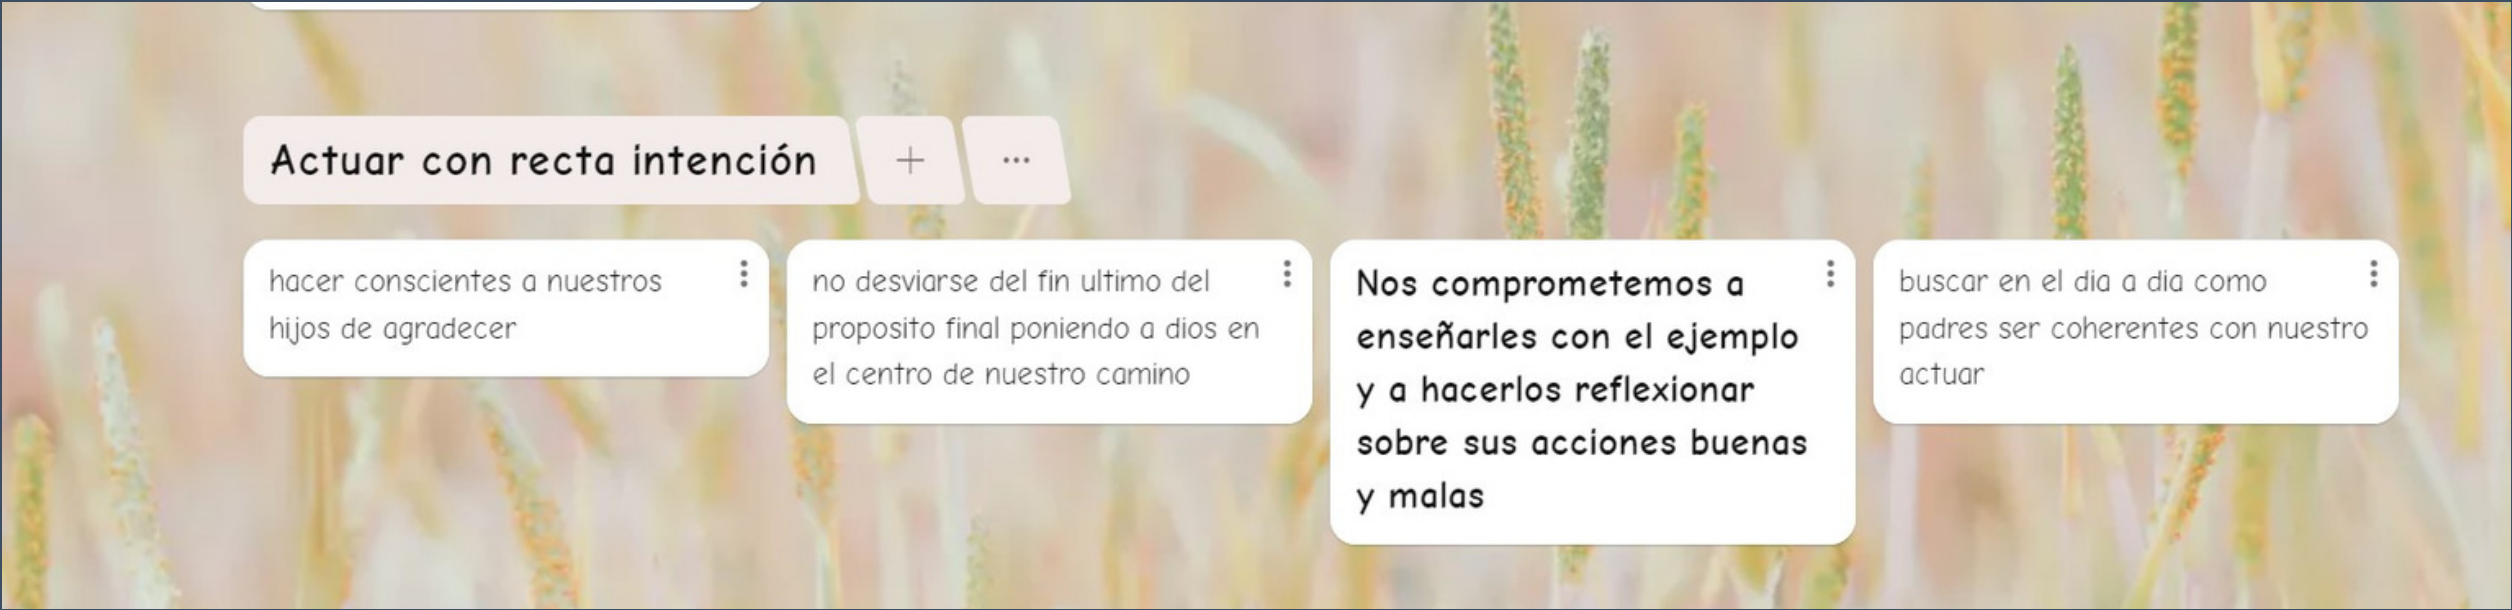 Actuar con recta intención
hacer conscientes a nuestros
hijos de agradecer
no desviarse del fin ultimo del
proposito final poniendo a dios en
el centro de nuestro camino
Nos comprometemos a
enseñarles con el ejemplo
y a hacerlos reflexionar
sobre sus acciones buenas
y malas
buscar en el dia a dia como
padres ser coherentes con nuestro
actuar